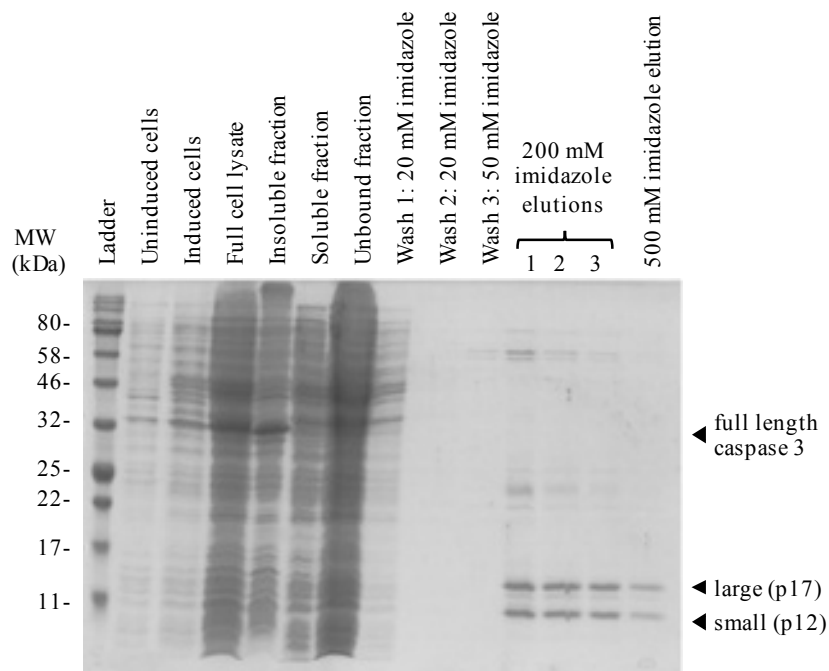 Ladder
Uninduced cells
Induced cells
Full cell lysate
Insoluble fraction
Soluble fraction
Unbound fraction
Wash 1: 20 mM imidazole
Wash 2: 20 mM imidazole
Wash 3: 50 mM imidazole
200 mM
imidazole
elutions
1 2 3
500 mM imidazole elution
MW
(kDa)
80-
58-
46-
32-
25-
22-
17-
11-
full length
caspase 3
large (p17)
small (p12)